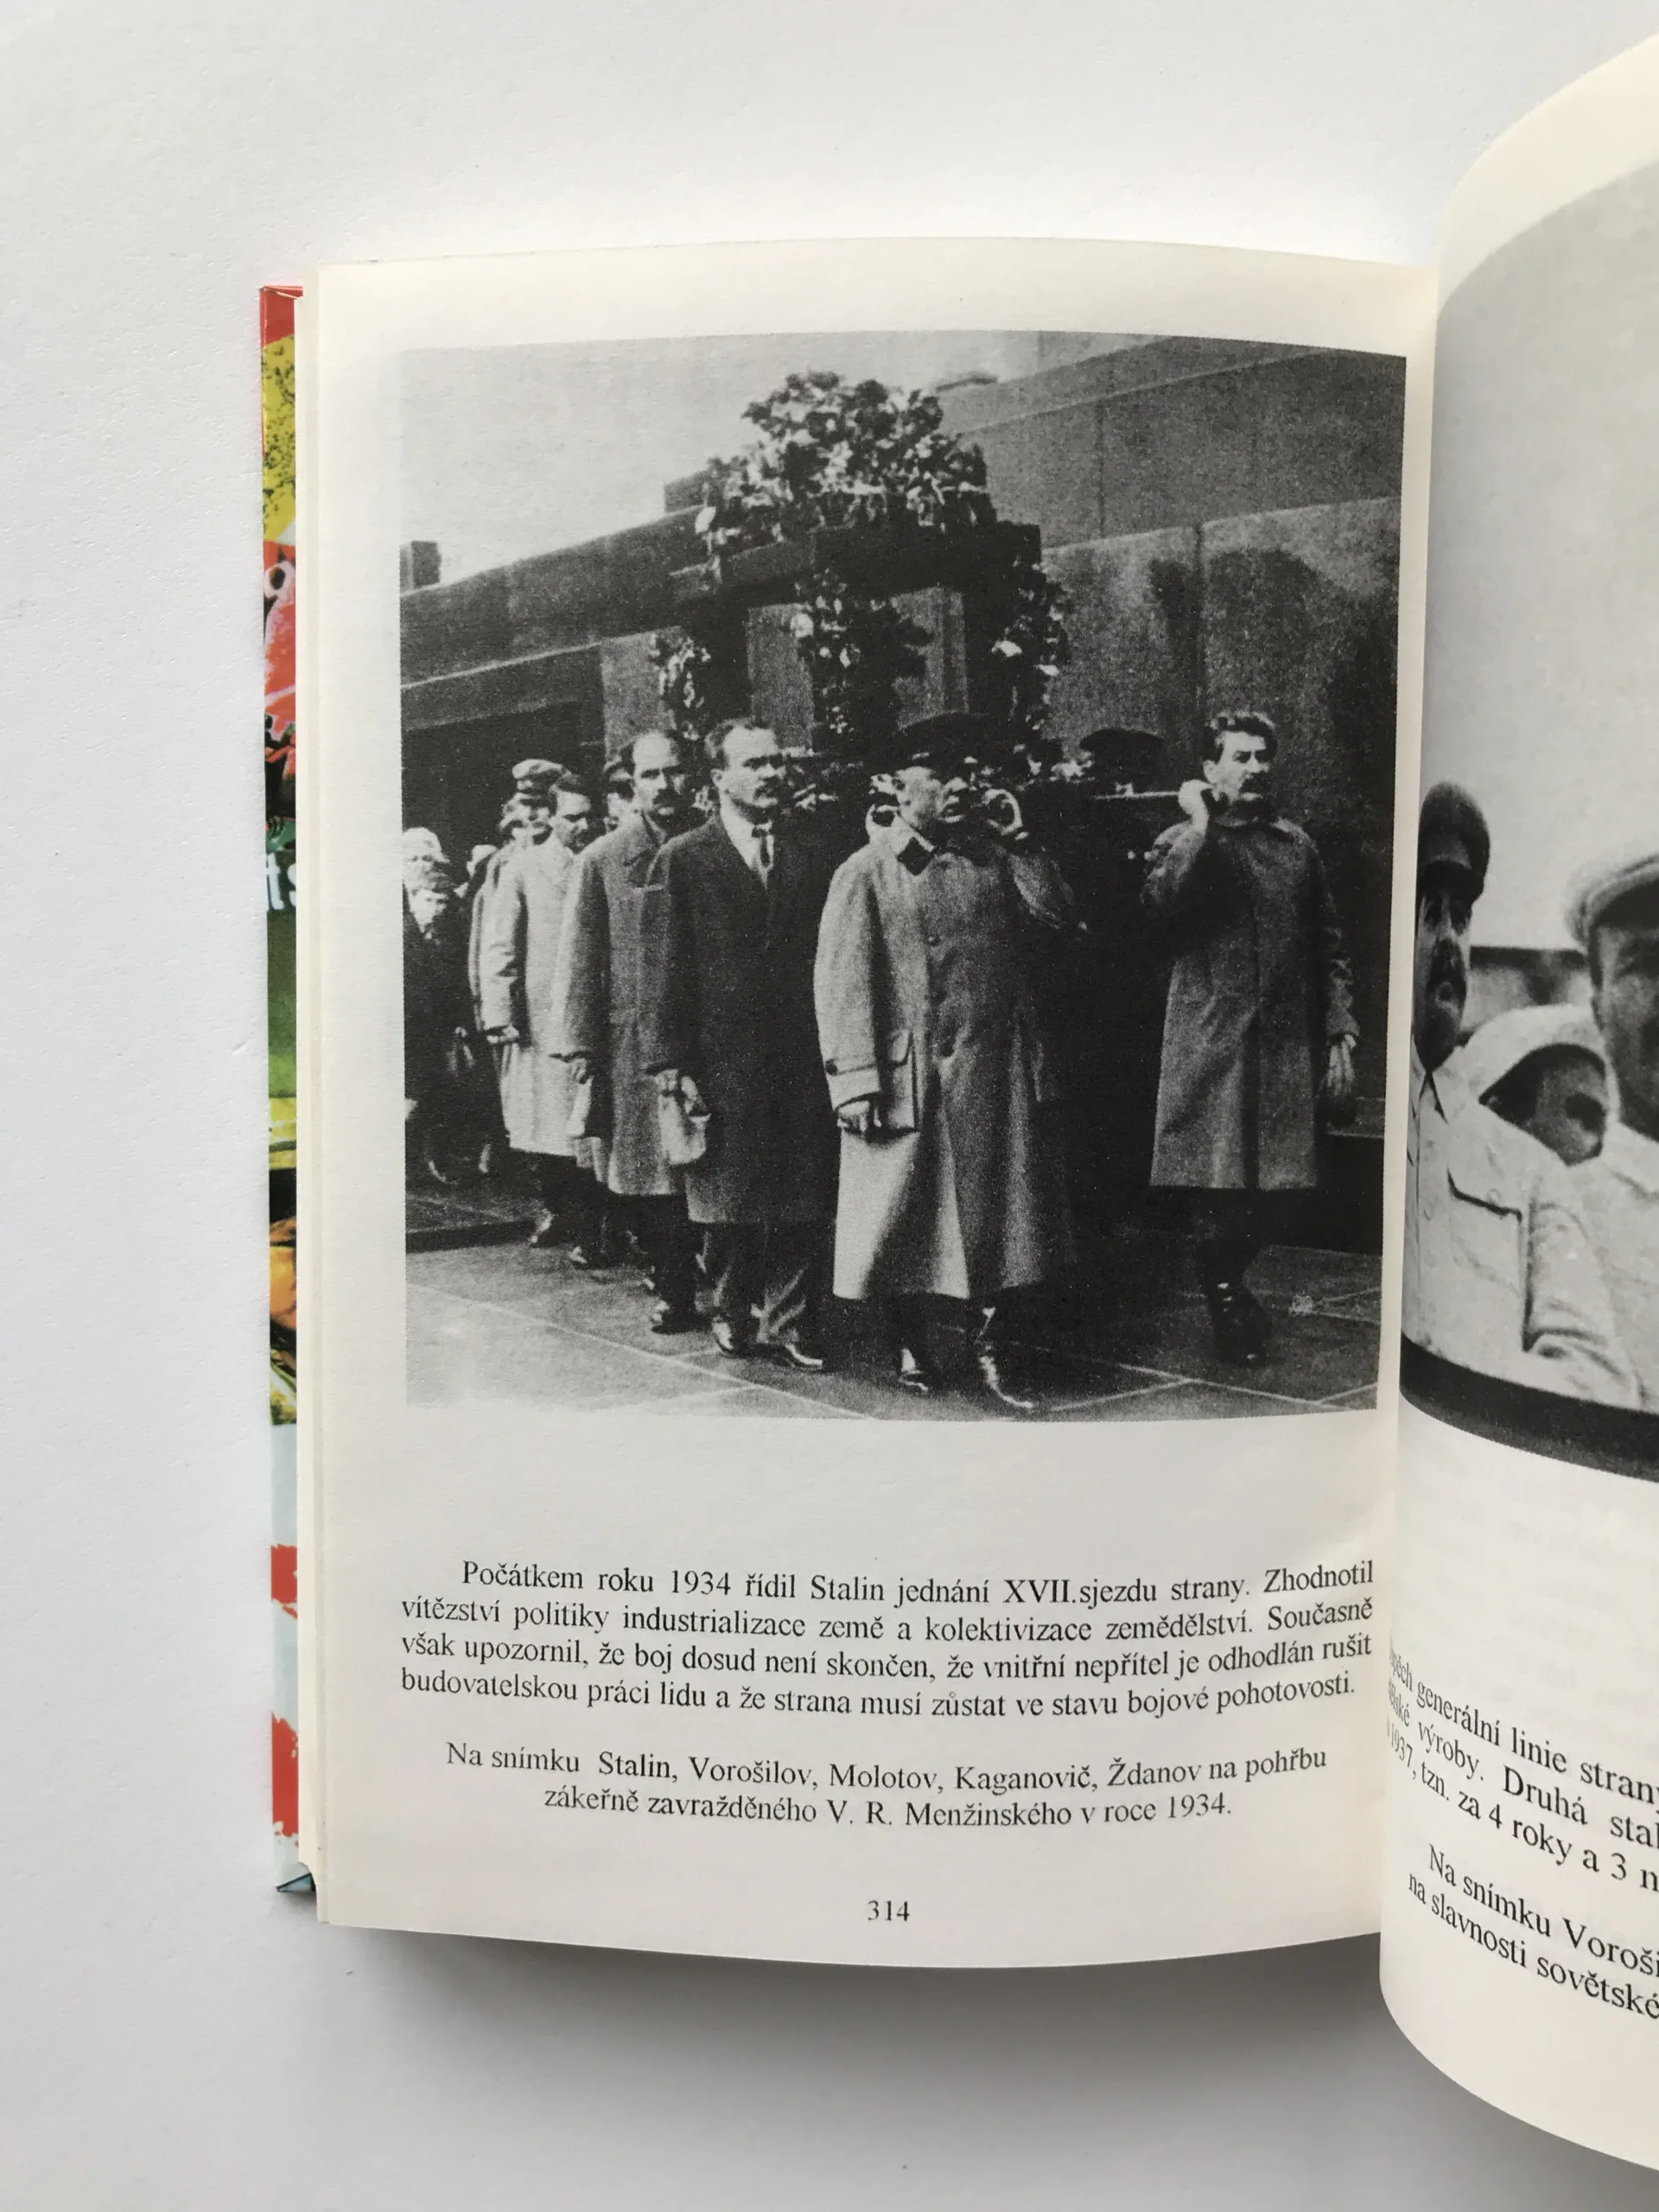 Počátkem roku 1934 řídil Stalin jednání XVII.sjezdu strany. Zhodnotil
vítězství politiky industrializace země a kolektivizace zemědělství. Současně
však upozornil, že boj dosud není skončen, že vnitřní nepřítel je odhodlán rušit
budovatelskou práci lidu a že strana musí zůstat ve stavu bojové pohotovosti.
Na snímku Stalin, Vorošilov, Molotov, Kaganovič, Ždanov na pohřbu
zákeřně zavražděného V. R. Menžinského v roce 1934.
314
generální linie strany
výroby. Druhá
1937, tzn. za 4 roky a 3
Na snímku
na slavnosti sovětské